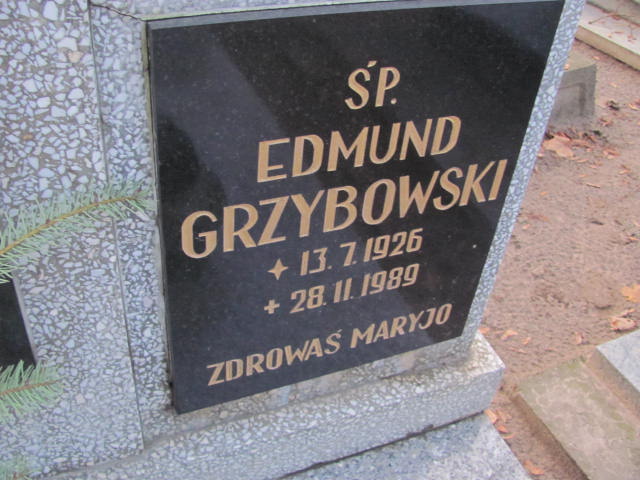 ŚP.
EDMUND
GRZYBOWSKI
✦ 13. 7. 1926
+ 28. 11. 1989
ZDROWAŚ MARYJO